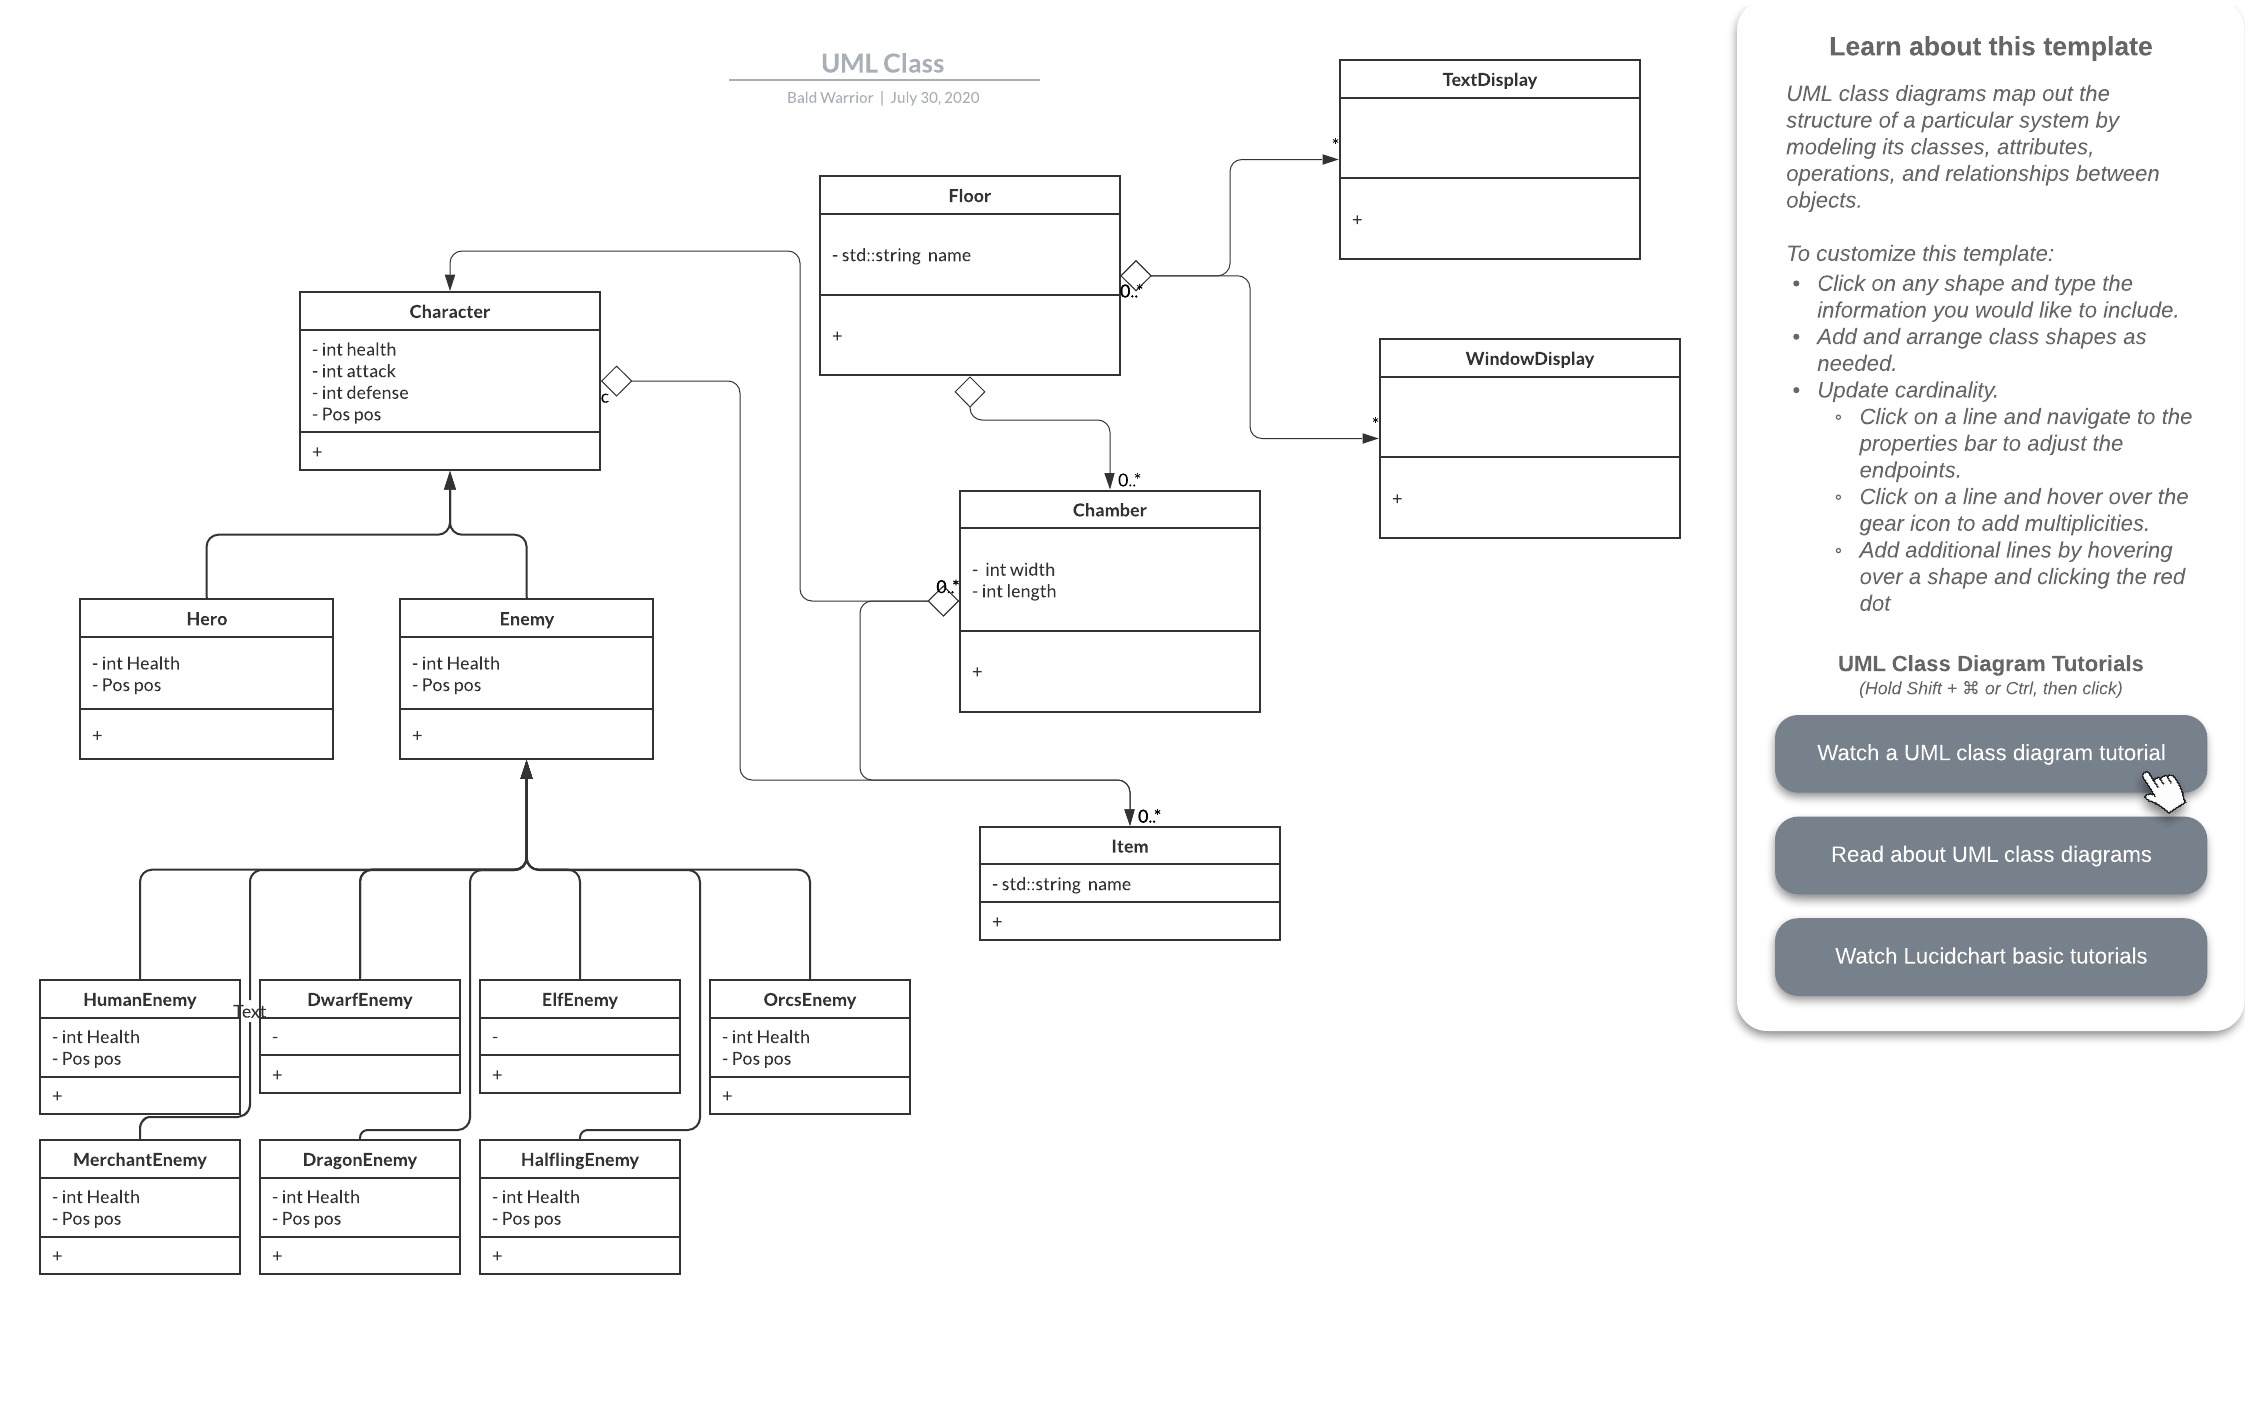 UML Class
Bald Warrior | July 30, 2020
TextDisplay
*
+
Floor
- std::string name
0..*
+
Character
- int health
- int attack
- int defense
- Pos pos
c
+
WindowDisplay
*
+
0..*
Chamber
- int width
- int length
0..*
+
Hero
- int Health
- Pos pos
+
Enemy
- int Health
- Pos pos
+
0..*
Item
- std::string name
+
HumanEnemy
- int Health
- Pos pos
+
Text
DwarfEnemy
-
+
ElfEnemy
-
+
OrcsEnemy
- int Health
- Pos pos
+
MerchantEnemy
- int Health
- Pos pos
+
DragonEnemy
- int Health
- Pos pos
+
HalflingEnemy
- int Health
- Pos pos
+
Learn about this template
UML class diagrams map out the
structure of a particular system by
modeling its classes, attributes,
operations, and relationships between
objects.
To customize this template:
• Click on any shape and type the
information you would like to include.
• Add and arrange class shapes as
needed.
• Update cardinality.
◦ Click on a line and navigate to the
properties bar to adjust the
endpoints.
◦ Click on a line and hover over the
gear icon to add multiplicities.
◦ Add additional lines by hovering
over a shape and clicking the red
dot
UML Class Diagram Tutorials
(Hold Shift + ⌘ or Ctrl, then click)
Watch a UML class diagram tutorial
Read about UML class diagrams
Watch Lucidchart basic tutorials